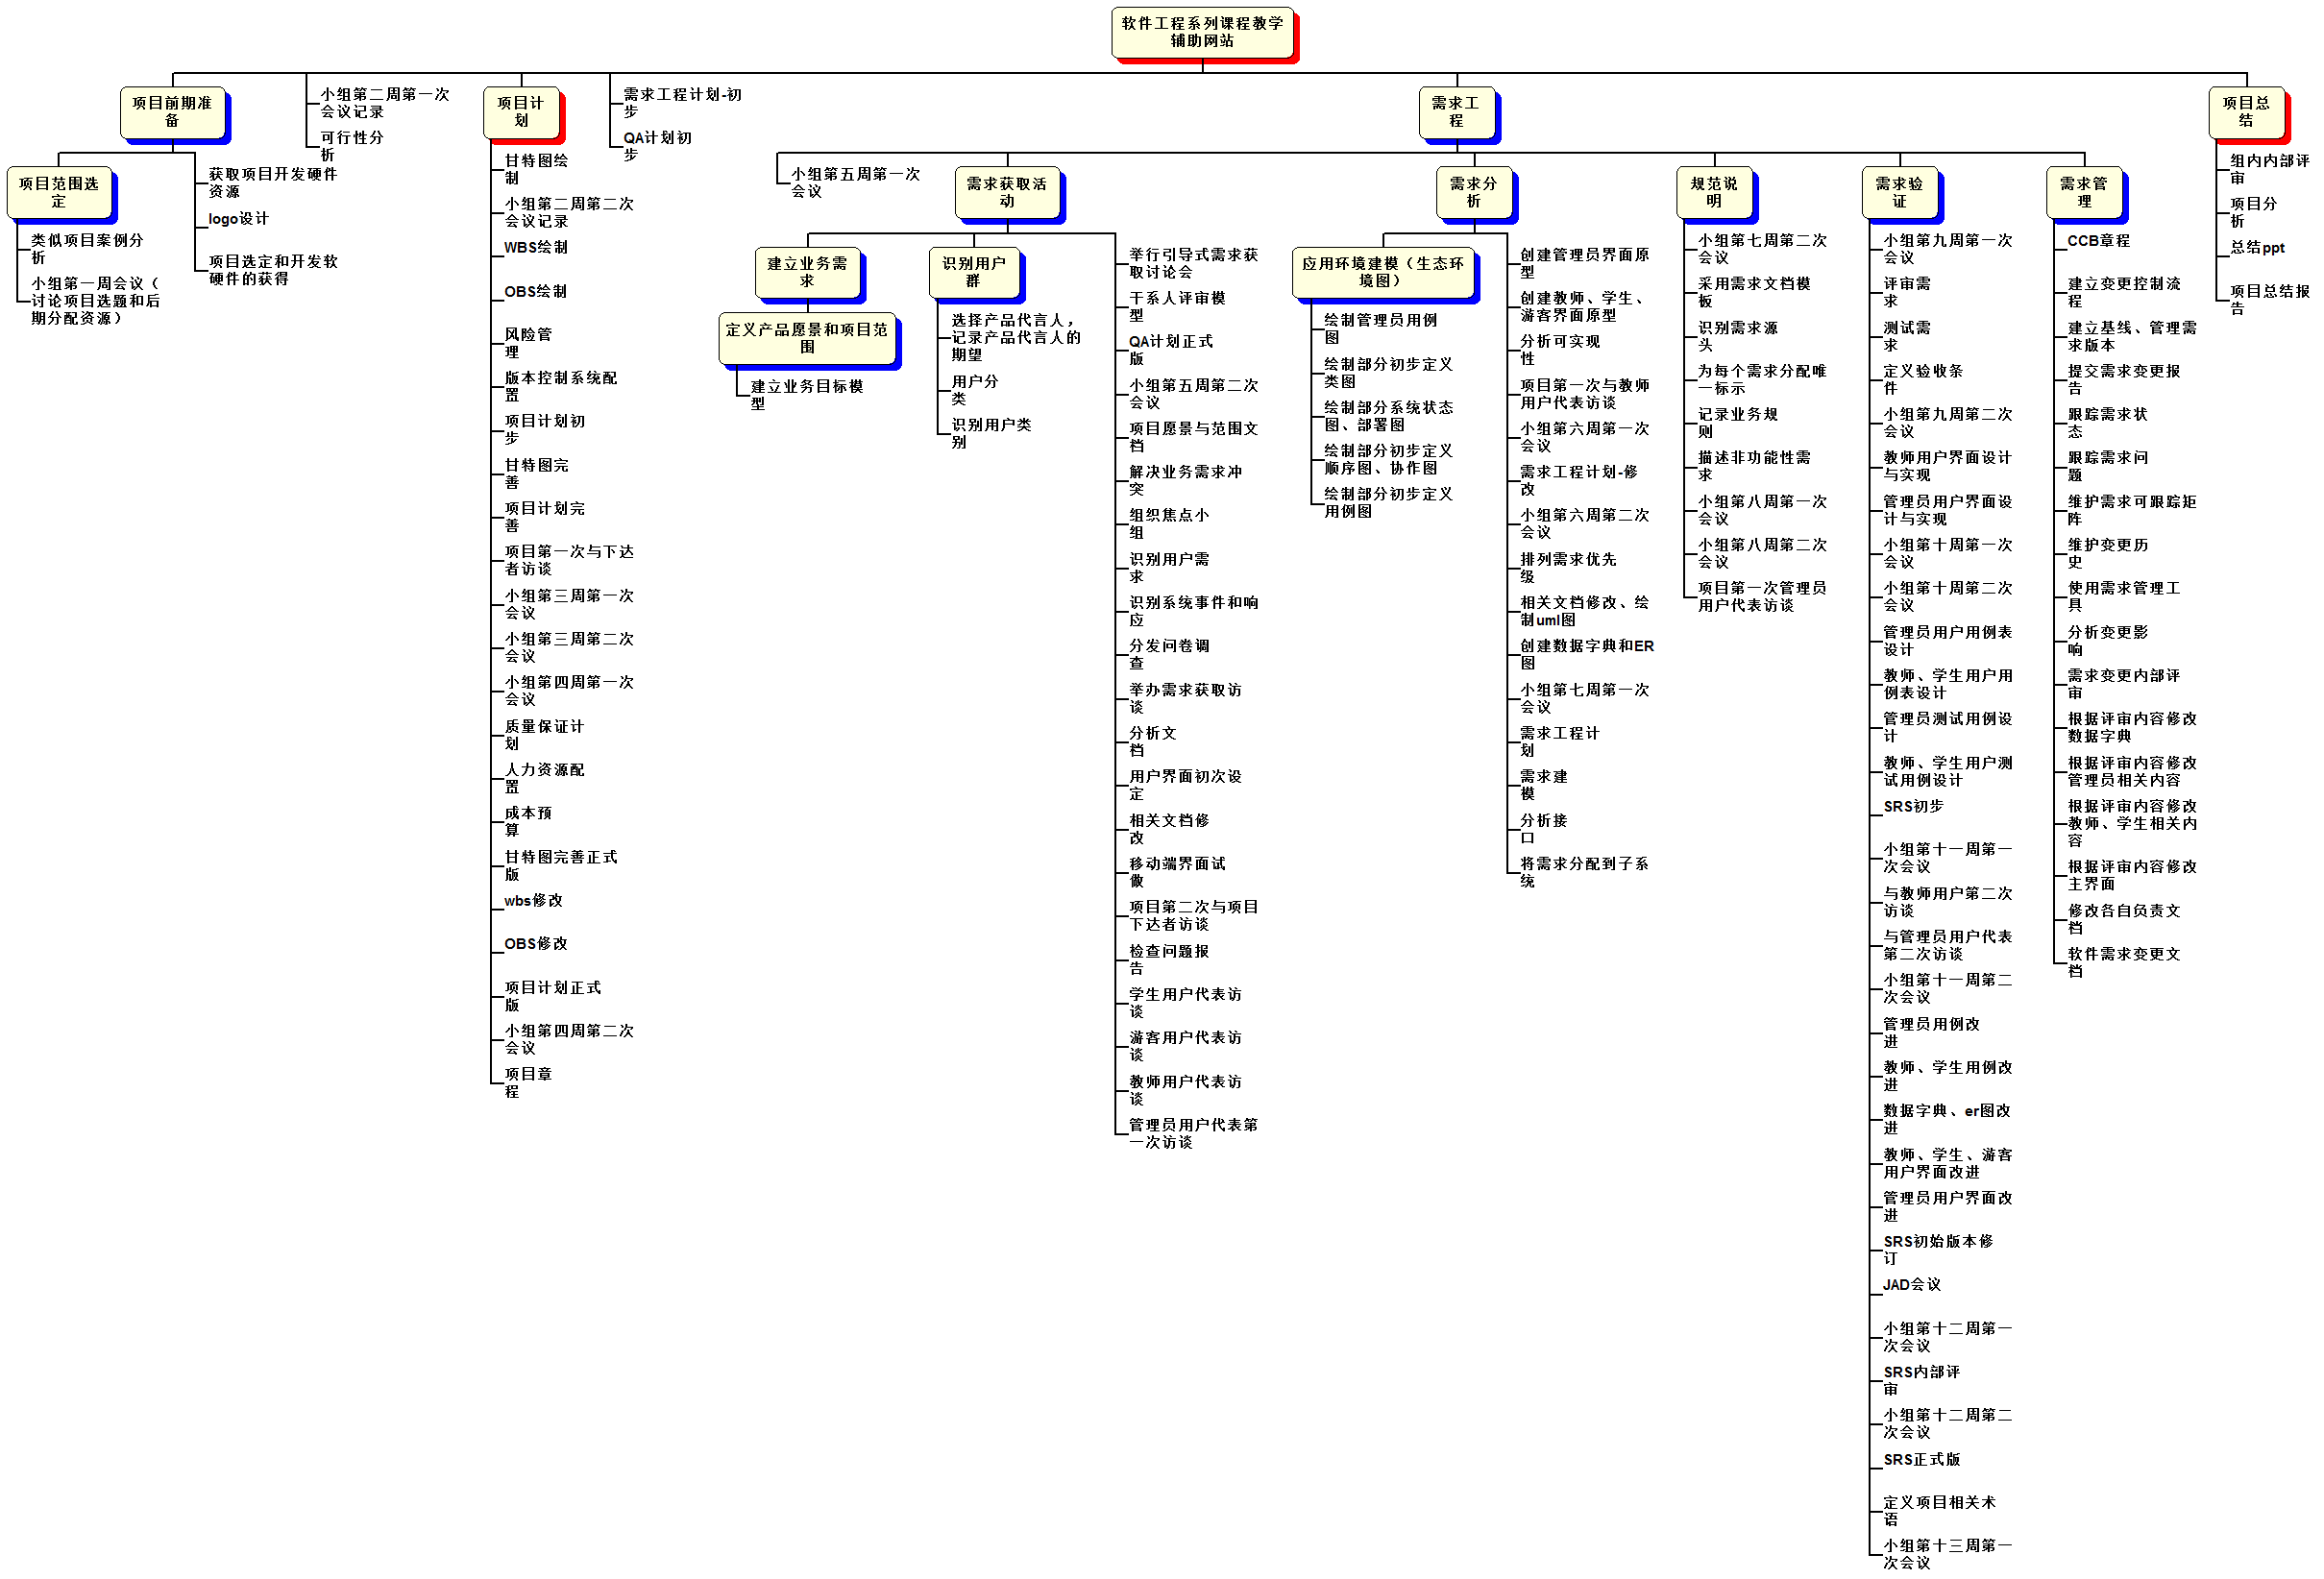 软件工程系列课程教学
辅助网站
项目前期准
备
项目范围选
定
类似项目案例分
析
小组第一周会议（
讨论项目选题和后
期分配资源）
获取项目开发硬件
资源
logo设计
项目选定和开发软
硬件的获得
小组第二周第一次
会议记录
可行性分
析
项目计
划
甘特图绘
制
小组第二周第二次
会议记录
WBS绘制
OBS绘制
风险管
理
版本控制系统配
置
项目计划初
步
甘特图完
善
项目计划完
善
项目第一次与下达
者访谈
小组第三周第一次
会议
小组第三周第二次
会议
小组第四周第一次
会议
质量保证计
划
人力资源配
置
成本预
算
甘特图完善正式
版
wbs修改
OBS修改
项目计划正式
版
小组第四周第二次
会议
项目章
程
需求工程计划-初
步
QA计划初
步
需求工
程
小组第五周第一次
会议
需求获取活
动
建立业务需
求
定义产品愿景和项目范
围
建立业务目标模
型
识别用户
群
选择产品代言人，
记录产品代言人的
期望
用户分
类
识别用户类
别
举行引导式需求获
取讨论会
干系人评审模
型
QA计划正式
版
小组第五周第二次
会议
项目愿景与范围文
档
解决业务需求冲
突
组织焦点小
组
识别用户需
求
识别系统事件和响
应
分发问卷调
查
举办需求获取访
谈
分析文
档
用户界面初次设
定
相关文档修
改
移动端界面试
做
项目第二次与项目
下达者访谈
检查问题报
告
学生用户代表访
谈
游客用户代表访
谈
教师用户代表访
谈
管理员用户代表第
一次访谈
需求分
析
应用环境建模（生态环
境图）
绘制管理员用例
图
绘制部分初步定义
类图
绘制部分系统状态
图、部署图
绘制部分初步定义
顺序图、协作图
绘制部分初步定义
用例图
创建管理员界面原
型
创建教师、学生、
游客界面原型
分析可实现
性
项目第一次与教师
用户代表访谈
小组第六周第一次
会议
需求工程计划-修
改
小组第六周第二次
会议
排列需求优先
级
相关文档修改、绘
制uml图
创建数据字典和ER
图
小组第七周第一次
会议
需求工程计
划
需求建
模
分析接
口
将需求分配到子系
统
规范说
明
小组第七周第二次
会议
采用需求文档模
板
识别需求源
头
为每个需求分配唯
一标示
记录业务规
则
描述非功能性需
求
小组第八周第一次
会议
小组第八周第二次
会议
项目第一次管理员
用户代表访谈
需求验
证
小组第九周第一次
会议
评审需
求
测试需
求
定义验收条
件
小组第九周第二次
会议
教师用户界面设计
与实现
管理员用户界面设
计与实现
小组第十周第一次
会议
小组第十周第二次
会议
管理员用户用例表
设计
教师、学生用户用
例表设计
管理员测试用例设
计
教师、学生用户测
试用例设计
SRS初步
小组第十一周第一
次会议
与教师用户第二次
访谈
与管理员用户代表
第二次访谈
小组第十一周第二
次会议
管理员用例改
进
教师、学生用例改
进
数据字典、er图改
进
教师、学生、游客
用户界面改进
管理员用户界面改
进
SRS初始版本修
订
JAD会议
小组第十二周第一
次会议
SRS内部评
审
小组第十二周第二
次会议
SRS正式版
定义项目相关术
语
小组第十三周第一
次会议
需求管
理
CCB章程
建立变更控制流
程
建立基线、管理需
求版本
提交需求变更报
告
跟踪需求状
态
跟踪需求问
题
维护需求可跟踪矩
阵
维护变更历
史
使用需求管理工
具
分析变更影
响
需求变更内部评
审
根据评审内容修改
数据字典
根据评审内容修改
管理员相关内容
根据评审内容修改
教师、学生相关内
容
根据评审内容修改
主界面
修改各自负责文
档
软件需求变更文
档
项目总
结
组内内部评
审
项目分
析
总结ppt
项目总结报
告